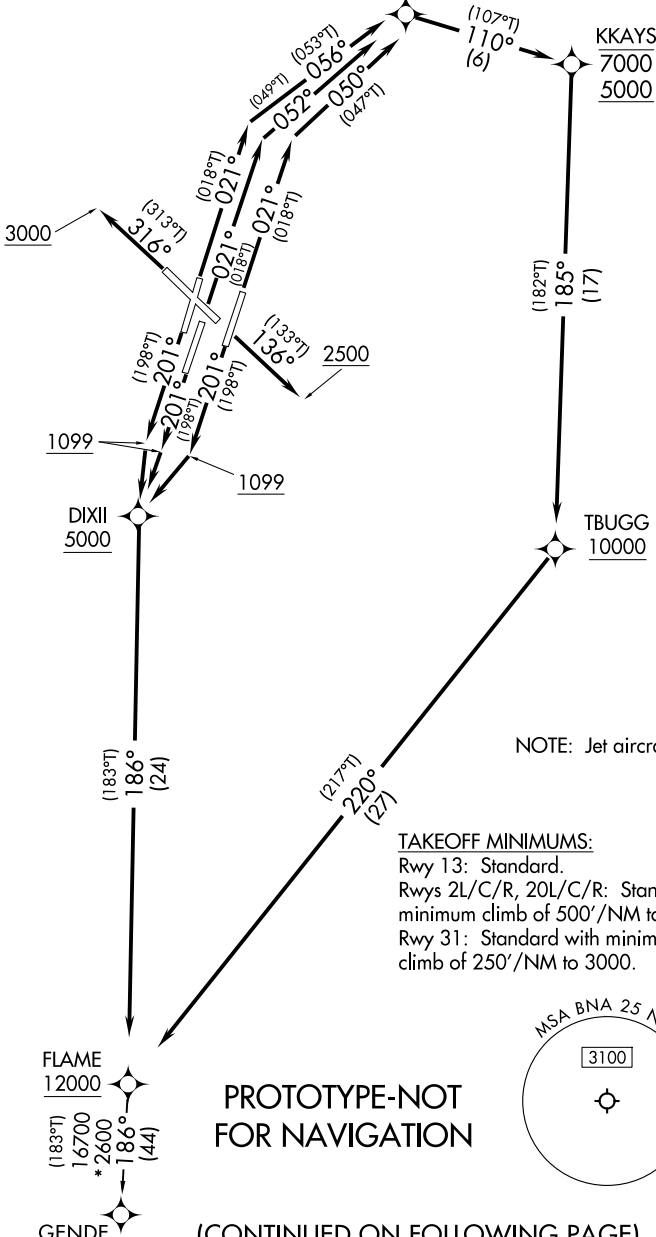 (107°T)
110°
(6)
KKAYS
7000
5000
(053°T)
056°
(049°T)
052°
050°
(047°T)
(018°T)
021°
021°
(018°T)
021°
(018°T)
3000
(313°T)
316°
(182°T)
185°
(17)
(133°T)
136°
2500
(198°T)
201°
201°
(198°T)
201°
(198°T)
1099
1099
DIXII
5000
TBUGG
10000
(183°T)
186°
(24)
NOTE: Jet aircra
(217°T)
220°
(27)
TAKEOFF MINIMUMS:
Rwy 13: Standard.
Rwys 2L/C/R, 20L/C/R: Stan
minimum climb of 500'/NM to
Rwy 31: Standard with minim
climb of 250'/NM to 3000.
MSA BNA 25 N
3100
FLAME
12000
PROTOTYPE-NOT
FOR NAVIGATION
(183°T)
16700
*2600
186°
(44)
GENDE
(CONTINUED ON FOLLOWING PAGE)